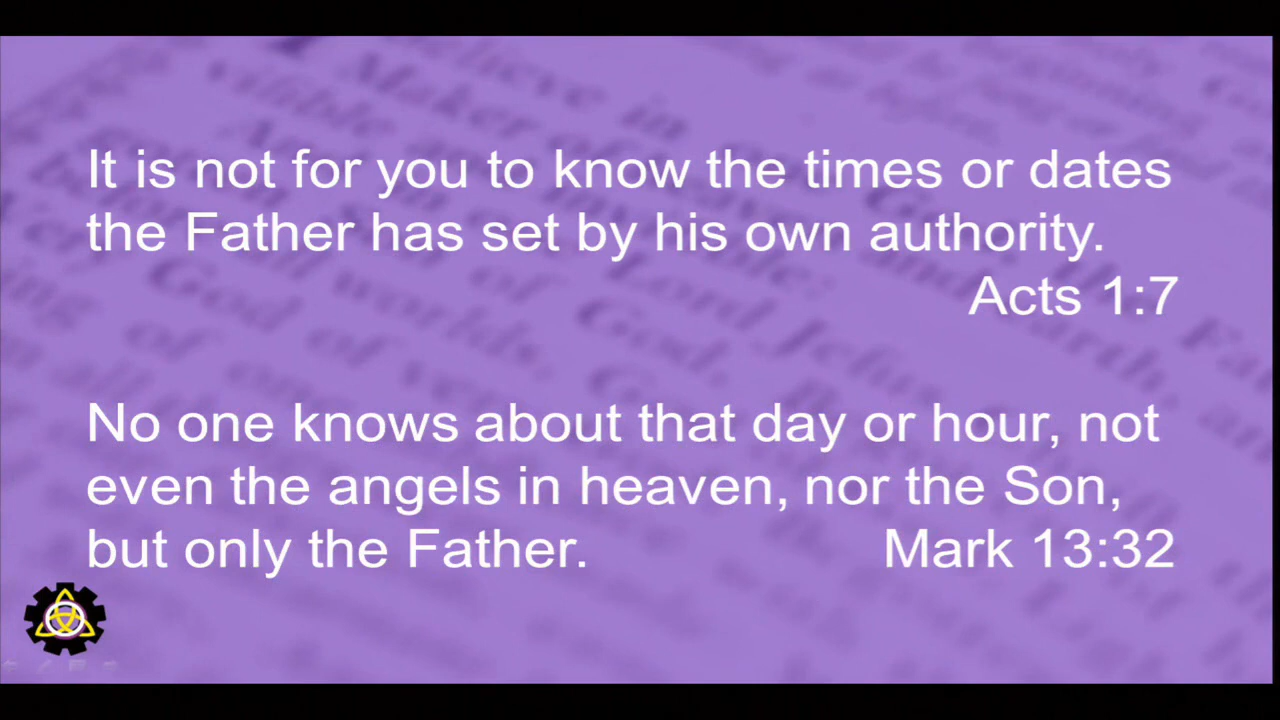 It is not for you to know the times or dates
the Father has set by his own authority.
Acts 1:7
No one knows about that day or hour, not
even the angels in heaven, nor the Son,
but only the Father. Mark 13:32